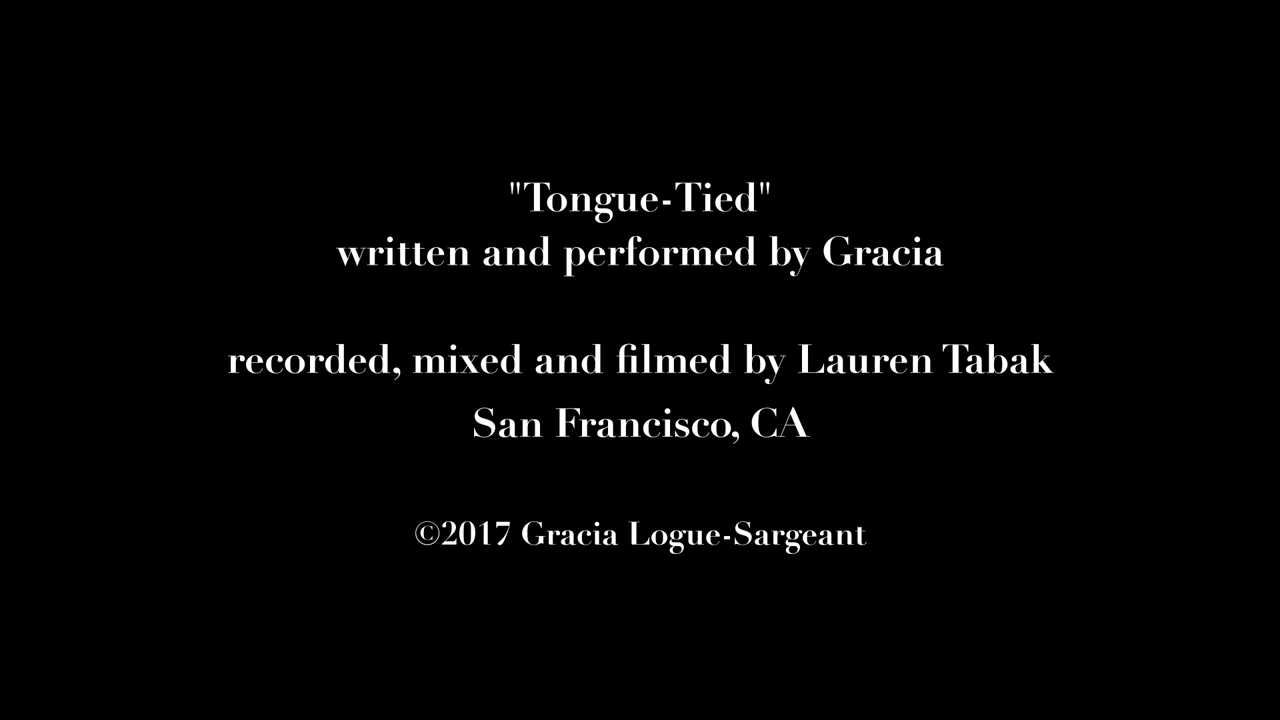 "Tongue-Tied"
written and performed by Gracia
recorded, mixed and filmed by Lauren Tabak
San Francisco, CA
©2017 Gracia Logue-Sargeant